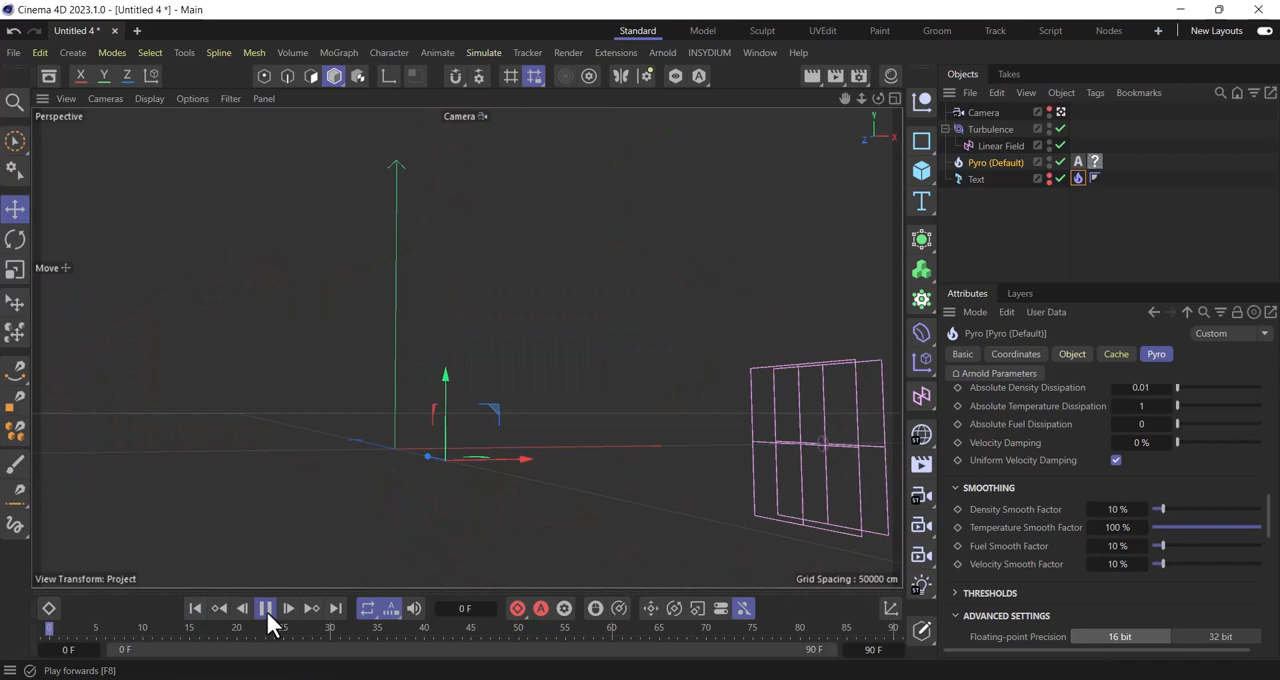 Cinema 4D 2023.1.0 - [Untitled 4 *] - Main
Untitled 4 *
Standard Model Sculpt UVEdit Paint Groom Track Script Nodes New Layouts
File Edit Create Modes Select Tools Spline Mesh Volume MoGraph Character Animate Simulate Tracker Render Extensions Arnold INSYDIUM Window Help
X Y Z
Objects Takes
View Cameras Display Options Filter Panel
File Edit View Object Tags Bookmarks
Perspective
Camera
Y
Z X
Camera
Turbulence
Linear Field
Pyro (Default) A ?
Text
Move
Attributes Layers
Mode Edit User Data
Pyro [Pyro (Default)]
Custom
Basic Coordinates Object Cache Pyro
Arnold Parameters
Absolute Density Dissipation 0.01
Absolute Temperature Dissipation 1
Absolute Fuel Dissipation 0
Velocity Damping 0 %
Uniform Velocity Damping
SMOOTHING
Density Smooth Factor 10 %
Temperature Smooth Factor 100 %
Fuel Smooth Factor 10 %
Velocity Smooth Factor 10 %
THRESHOLDS
ADVANCED SETTINGS
Floating-point Precision 16 bit 32 bit
ST
ST
View Transform: Project
Grid Spacing : 50000 cm
0 F
0 5 10 15 20 25 30 35 40 45 50 55 60 65 70 75 80 85 90
0 F 0 F 90 F 90 F
Play forwards [F8]